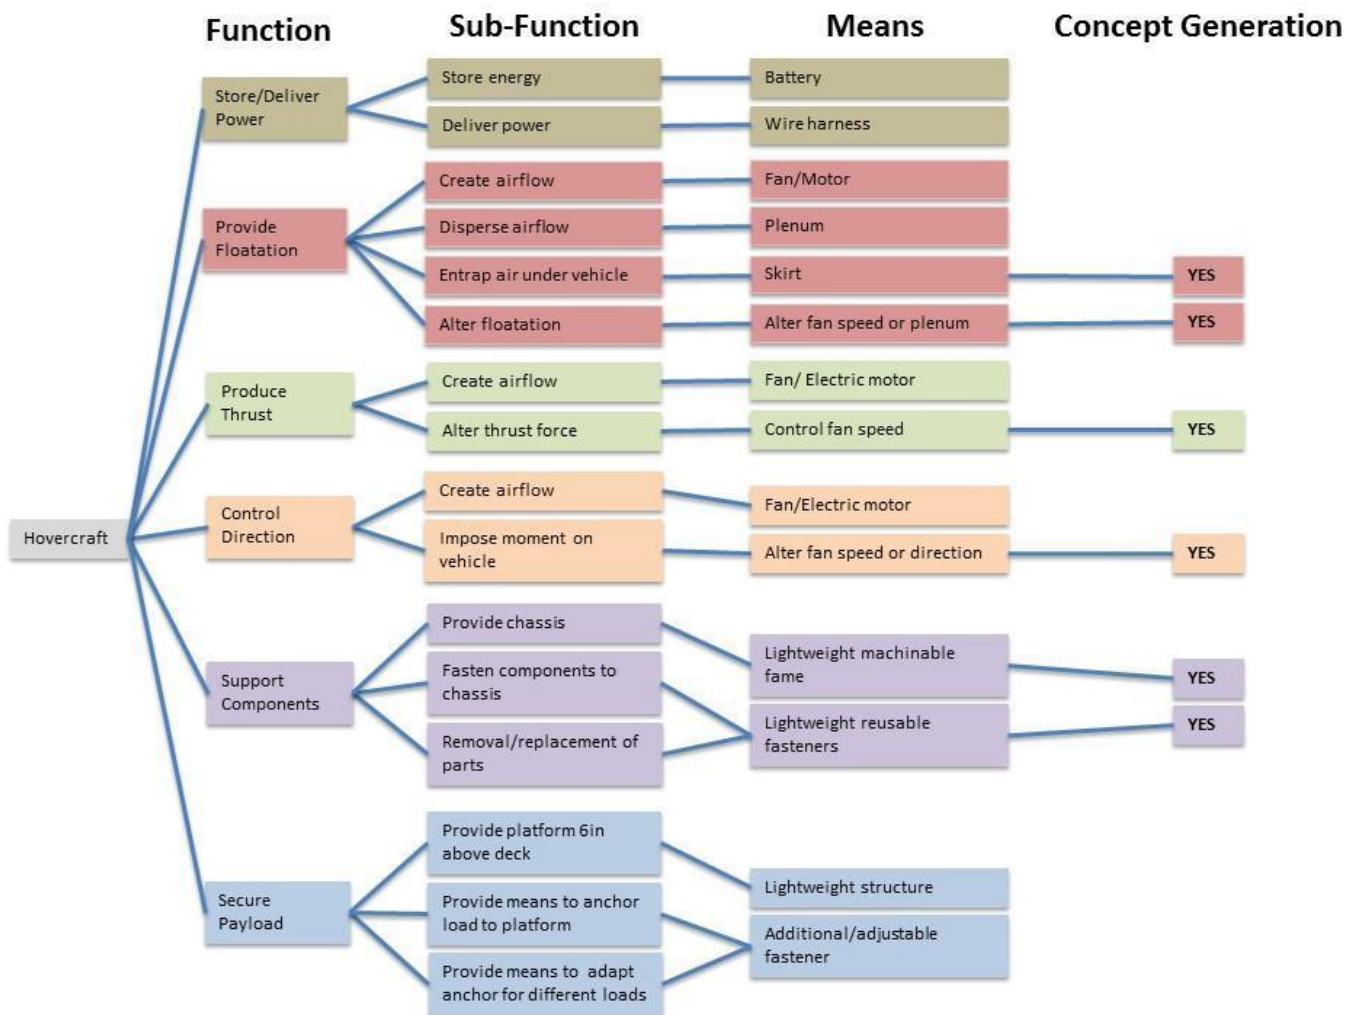 Function Sub-Function Means Concept Generation
Store/Deliver
Power
Store energy
Battery
Deliver power
Wire harness
Provide
Floatation
Create airflow
Fan/Motor
Disperse airflow
Plenum
Entrap air under vehicle
Skirt
YES
Alter floatation
Alter fan speed or plenum
YES
Produce
Thrust
Create airflow
Fan/ Electric motor
Alter thrust force
Control fan speed
YES
Hovercraft
Control
Direction
Create airflow
Fan/Electric motor
Impose moment on
vehicle
Alter fan speed or direction
YES
Support
Components
Provide chassis
Lightweight machinable
fame
YES
Fasten components to
chassis
Lightweight reusable
fasteners
YES
Removal/replacement of
parts
Secure
Payload
Provide platform 6in
above deck
Lightweight structure
Provide means to anchor
load to platform
Additional/adjustable
fastener
Provide means to adapt
anchor for different loads